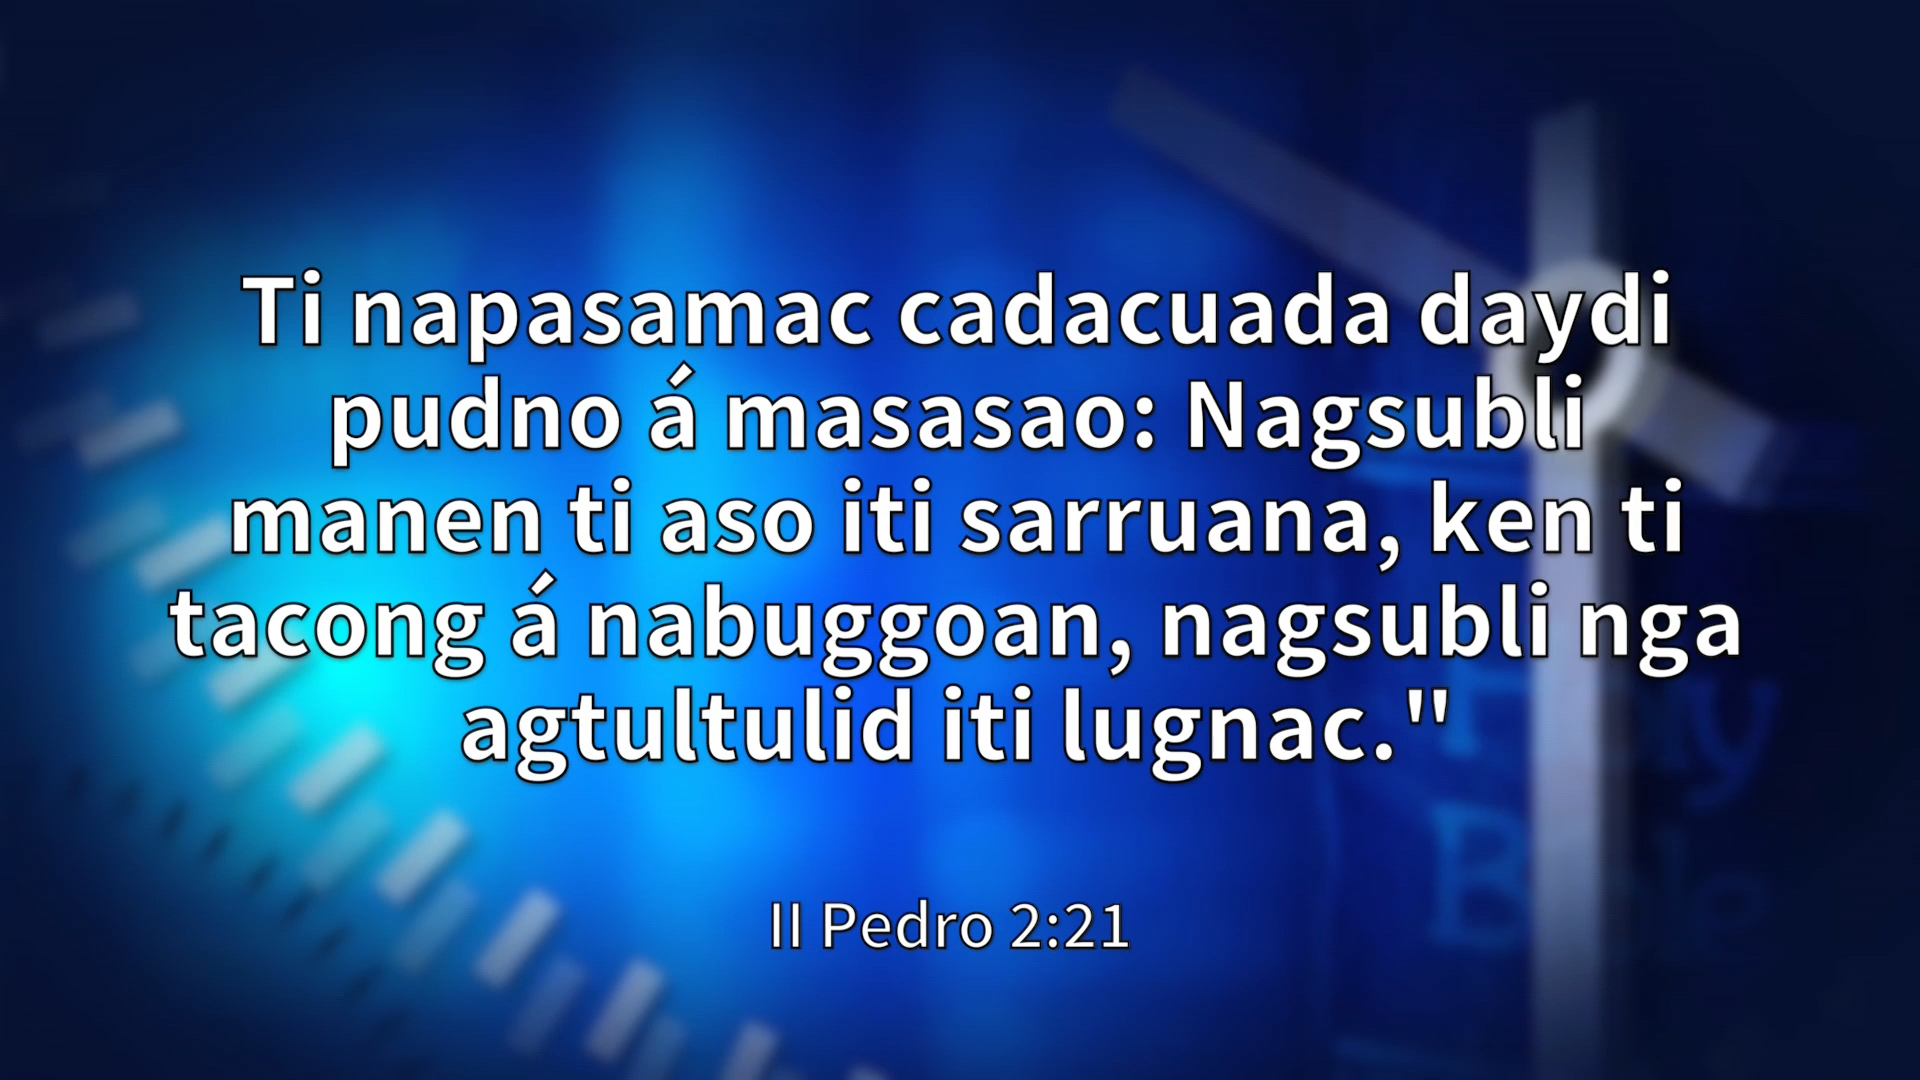 Ti napasamac cadacuada daydi
pudno á masasao: Nagsubli
manen ti aso iti sarruana, ken ti
tacong á nabuggoan, nagsubli nga
agtultulid iti lugnac."
II Pedro 2:21